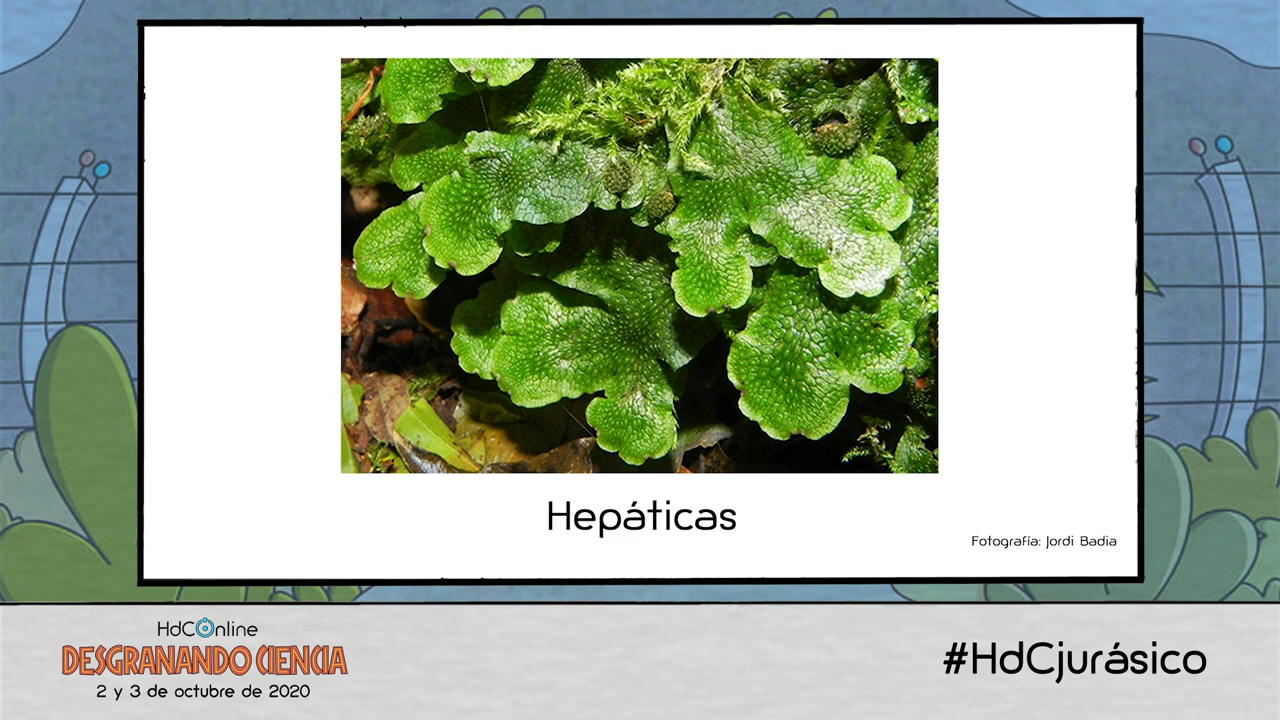 Hepáticas
Fotografía: Jordi Badia
HdCOnline
DESGRANANDO CIENCIA
2 y 3 de octubre de 2020
#HdCjurásico